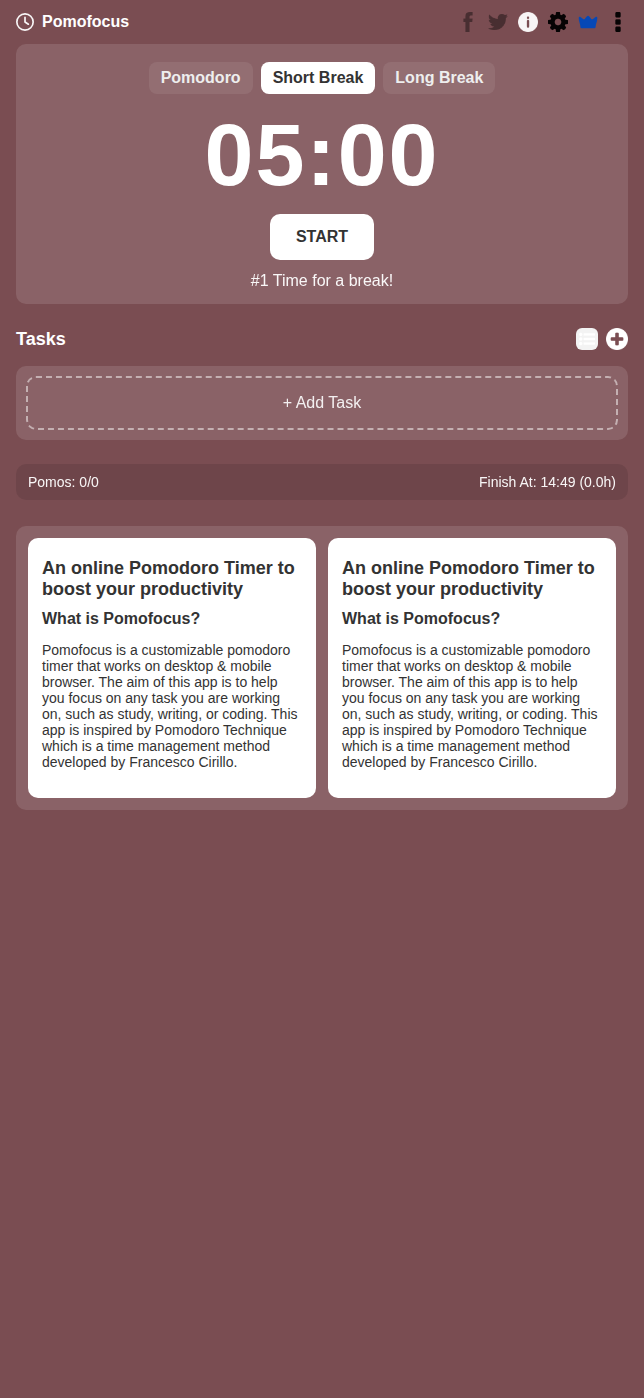 Pomofocus
Pomodoro Short Break Long Break
05:00
START
#1 Time for a break!
Tasks
+ Add Task
Pomos: 0/0 Finish At: 14:49 (0.0h)
An online Pomodoro Timer to
boost your productivity
What is Pomofocus?
Pomofocus is a customizable pomodoro
timer that works on desktop & mobile
browser. The aim of this app is to help
you focus on any task you are working
on, such as study, writing, or coding. This
app is inspired by Pomodoro Technique
which is a time management method
developed by Francesco Cirillo.
An online Pomodoro Timer to
boost your productivity
What is Pomofocus?
Pomofocus is a customizable pomodoro
timer that works on desktop & mobile
browser. The aim of this app is to help
you focus on any task you are working
on, such as study, writing, or coding. This
app is inspired by Pomodoro Technique
which is a time management method
developed by Francesco Cirillo.